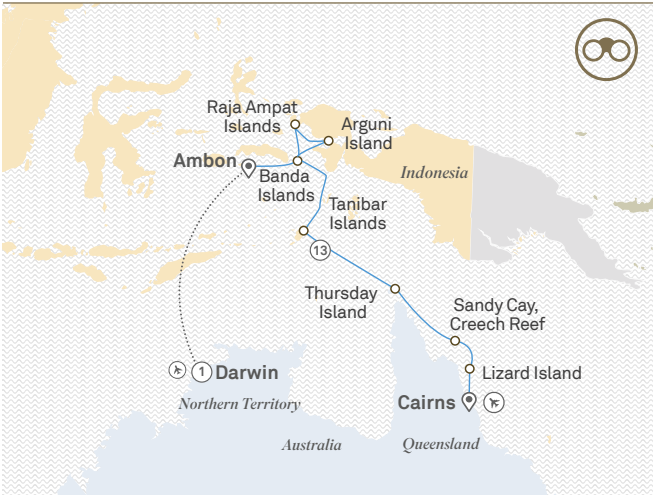 Raja Ampat
Islands
Arguni
Island
Ambon
Banda
Islands
Indonesia
Tanibar
Islands
13
Thursday
Island
Sandy Cay,
Creech Reef
1 Darwin
Lizard Island
Northern Territory
Cairns
Australia
Queensland